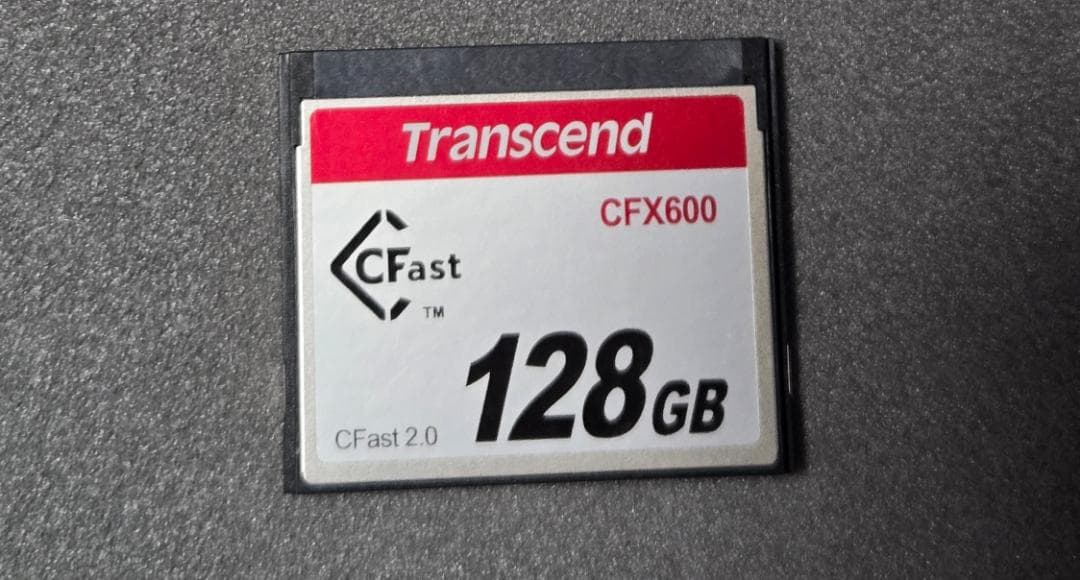 Transcend
CFX600
CFast
TM
128GB
CFast 2.0